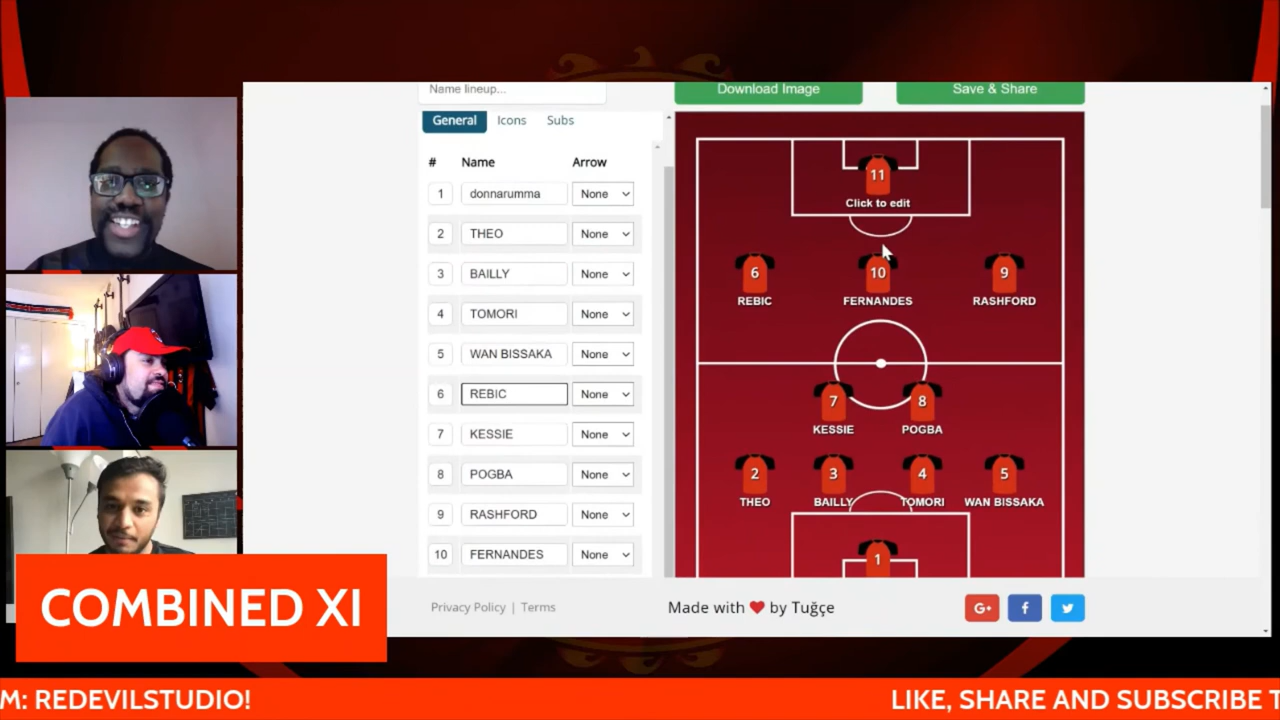 Name lineup...
Download Image
Save & Share
General Icons Subs
# Name Arrow
1 donnarumma None
2 THEO None
3 BAILLY None
4 TOMORI None
5 WAN BISSAKA None
6 REBIC None
7 KESSIE None
8 POGBA None
9 RASHFORD None
10 FERNANDES None
11
Click to edit
6 10 9
REBIC FERNANDES RASHFORD
7 8
KESSIE POGBA
2 3 4 5
THEO BAILLY TOMORI WAN BISSAKA
1
Privacy Policy | Terms
Made with ❤ by Tuğçe
G+ f
COMBINED XI
M: REDEVILSTUDIO!
LIKE, SHARE AND SUBSCRIBE T